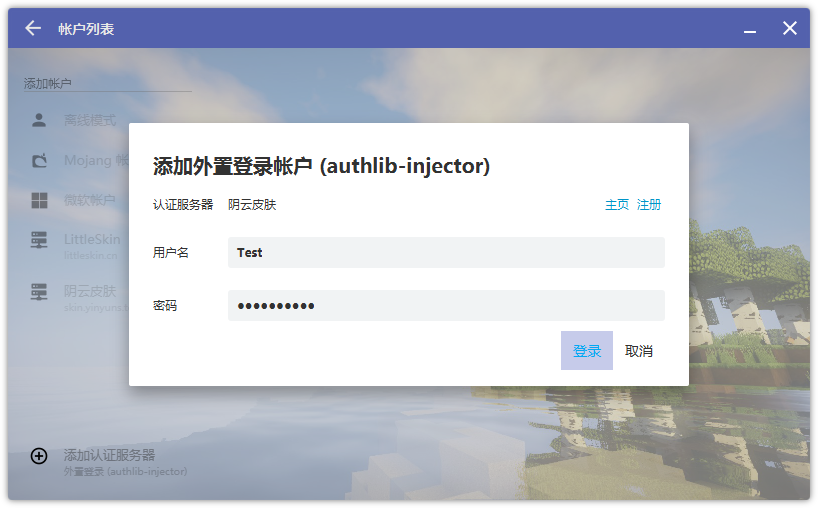 帐户列表
添加帐户
离线模式
Mojang 帐
微软帐户
LittleSkin
littleskin.cn
阴云皮肤
skin.yinyuns.t
添加外置登录帐户 (authlib-injector)
认证服务器 阴云皮肤 主页 注册
用户名 Test
密码 ●●●●●●●●●●
登录 取消
添加认证服务器
外置登录 (authlib-injector)